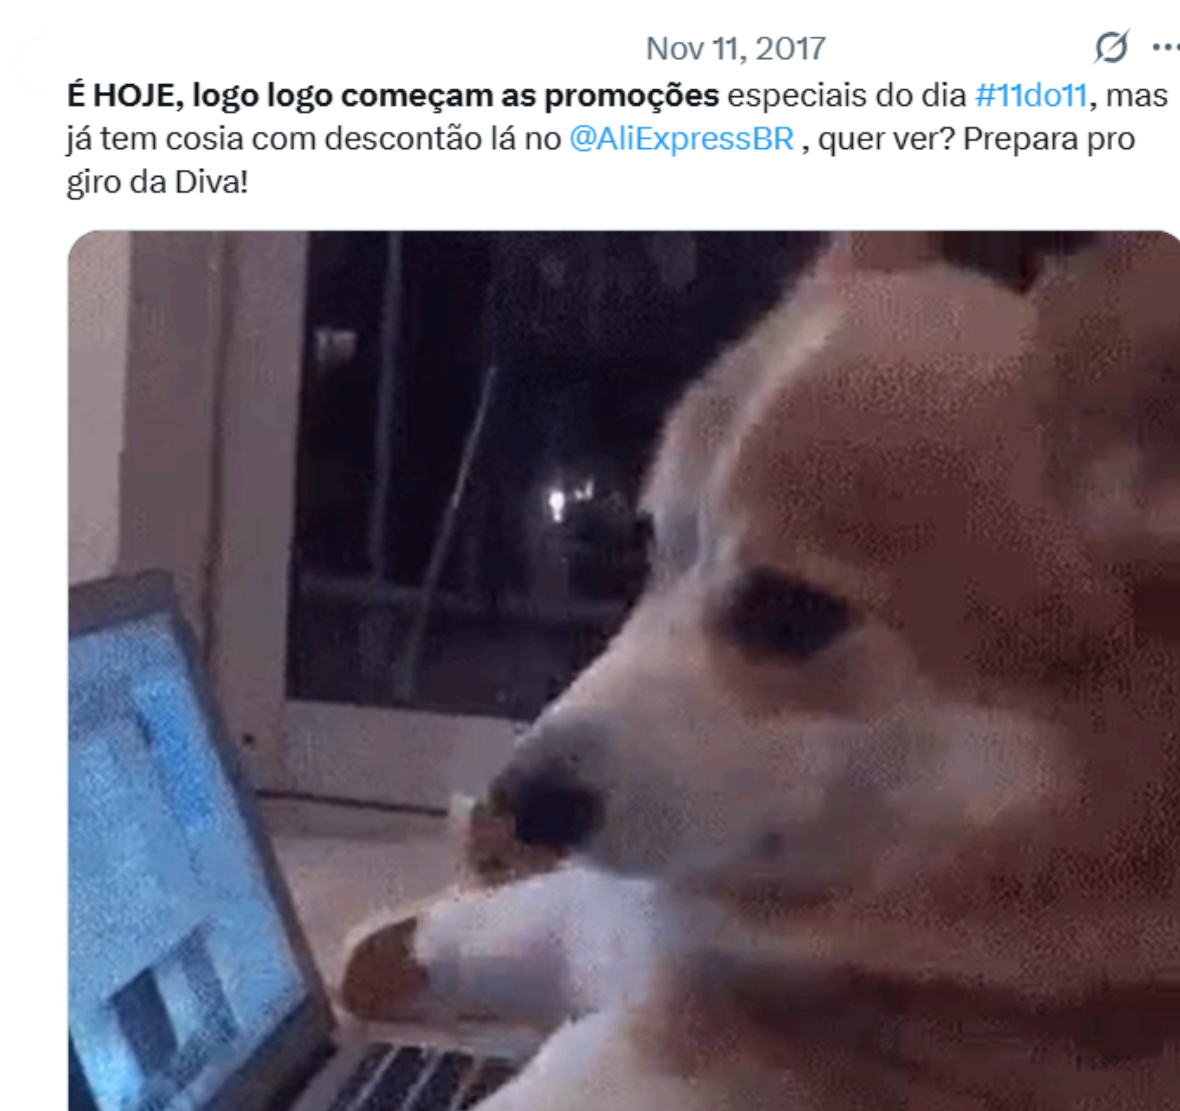 Nov 11, 2017
É HOJE, logo logo começam as promoções especiais do dia #11do11, mas
já tem cosia com descontão lá no @AliExpressBR , quer ver? Prepara pro
giro da Diva!